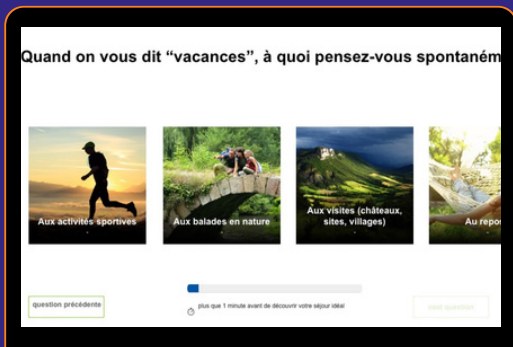 Quand on vous dit “vacances”, à quoi pensez-vous spontaném
Aux activités sportives
Aux balades en nature
Aux visites (châteaux,
sites, villages)
Au repo
question précédente
plus que 1 minute avant de découvrir votre séjour idéal